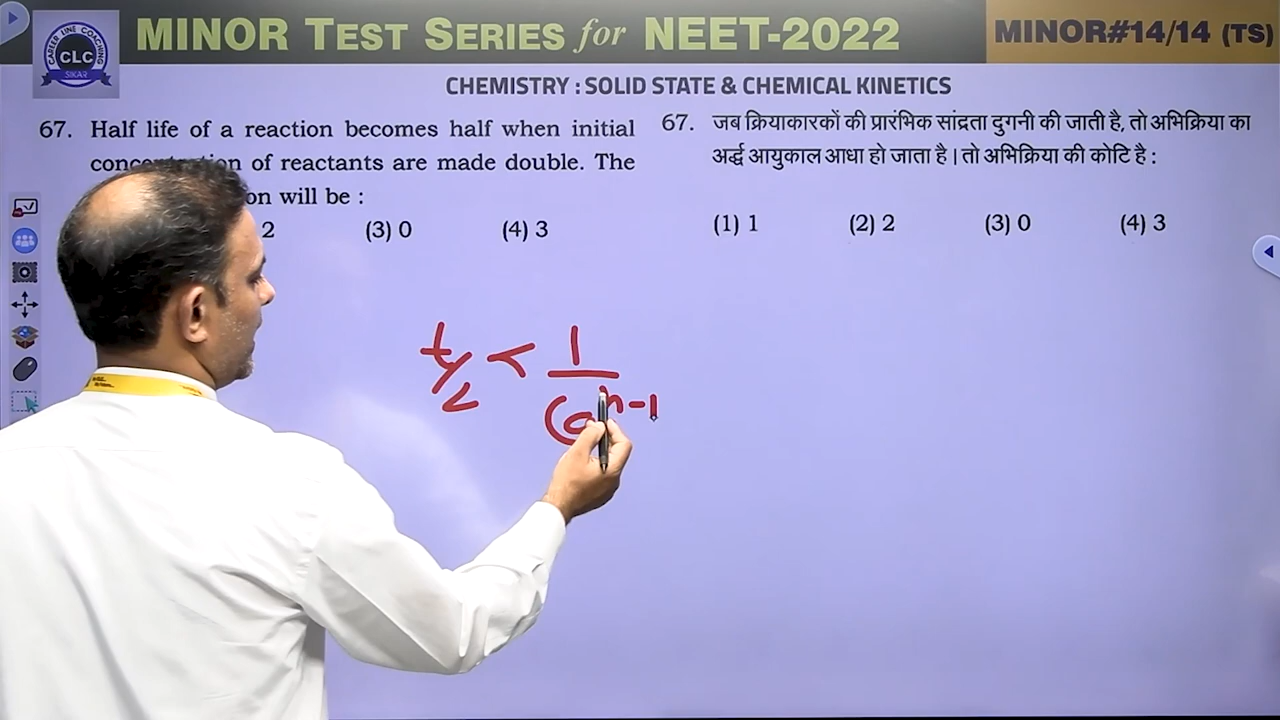 CAREER LINE COACHING
CLC
SIKAR
MINOR TEST SERIES for NEET-2022
MINOR#14/14 (TS)
CHEMISTRY : SOLID STATE & CHEMICAL KINETICS
67. Half life of a reaction becomes half when initial
of reactants are made double. The
will be :
2 (3) 0 (4) 3
67. जब क्रियाकारकों की प्रारंभिक सांद्रता दुगनी की जाती है, तो अभिक्रिया का
अर्द्ध आयुकाल आधा हो जाता है। तो अभिक्रिया की कोटि है :
(1) 1 (2) 2 (3) 0 (4) 3
t/2 ∝ 1
n-1